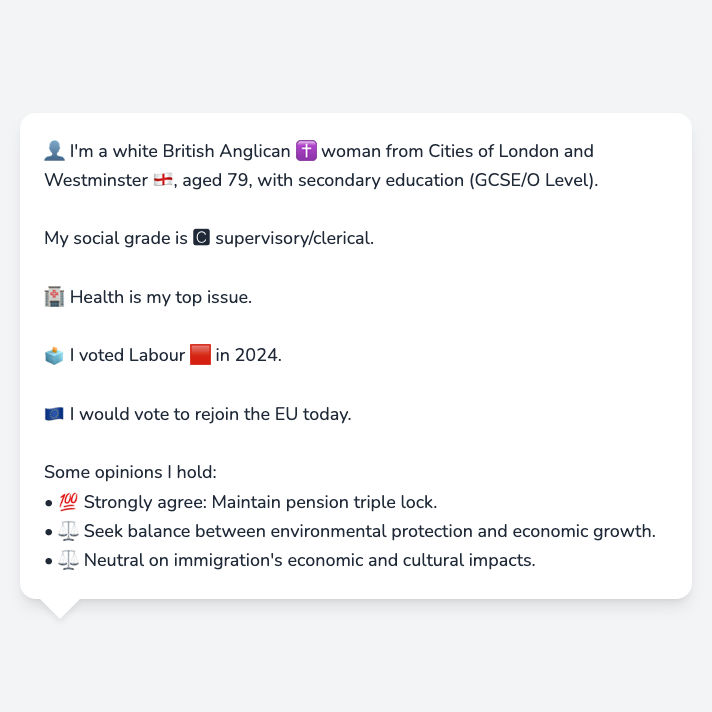 👤 I'm a white British Anglican ✝️ woman from Cities of London and
Westminster 🏴󠁧󠁢󠁥󠁮󠁧󠁿, aged 79, with secondary education (GCSE/O Level).
My social grade is 🅲 supervisory/clerical.
🏥 Health is my top issue.
🗳️ I voted Labour 🟥 in 2024.
🇪🇺 I would vote to rejoin the EU today.
Some opinions I hold:
• 💯 Strongly agree: Maintain pension triple lock.
• ⚖️ Seek balance between environmental protection and economic growth.
• ⚖️ Neutral on immigration's economic and cultural impacts.